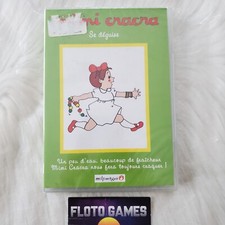 Mimi cracra
Se déguise
Un peu d'eau, beaucoup de fraîcheur
Mimi Cracra nous fera toujours craquer !
FLOTO GAMES